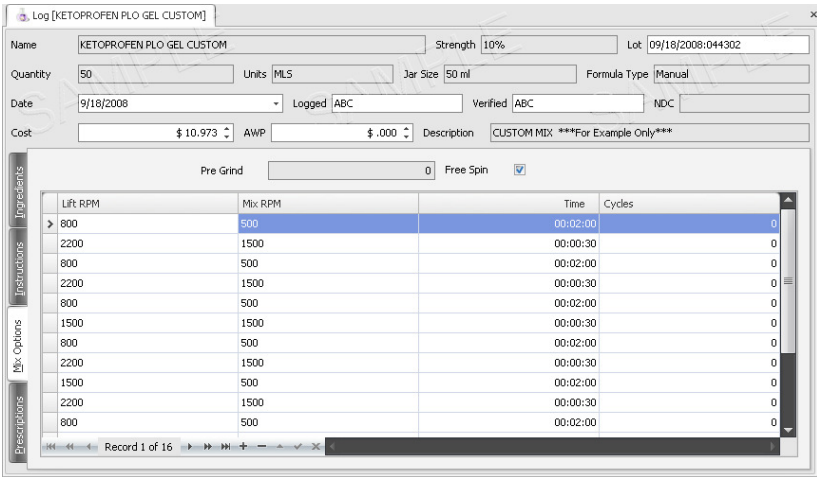 Log [KETOPROFEN PLO GEL CUSTOM]
Name KETOPROFEN PLO GEL CUSTOM Strength 10% Lot 09/18/2008:044302
Quantity 50 Units MLS Jar Size 50 ml Formula Type Manual
Date 9/18/2008 Logged ABC Verified ABC NDC
Cost $ 10.973 AWP $ .000 Description CUSTOM MIX ***For Example Only***
SAMPLE SAMPLE SAMPLE
Ingredients
Instructions
Mix Options
Prescriptions
Pre Grind 0 Free Spin
Lift RPM Mix RPM Time Cycles
800 500 00:02:00 0
2200 1500 00:00:30 0
800 500 00:02:00 0
2200 1500 00:00:30 0
800 500 00:02:00 0
1500 1500 00:00:30 0
800 500 00:02:00 0
2200 1500 00:00:30 0
1500 500 00:02:00 0
2200 1500 00:00:30 0
800 500 00:02:00 0
Record 1 of 16